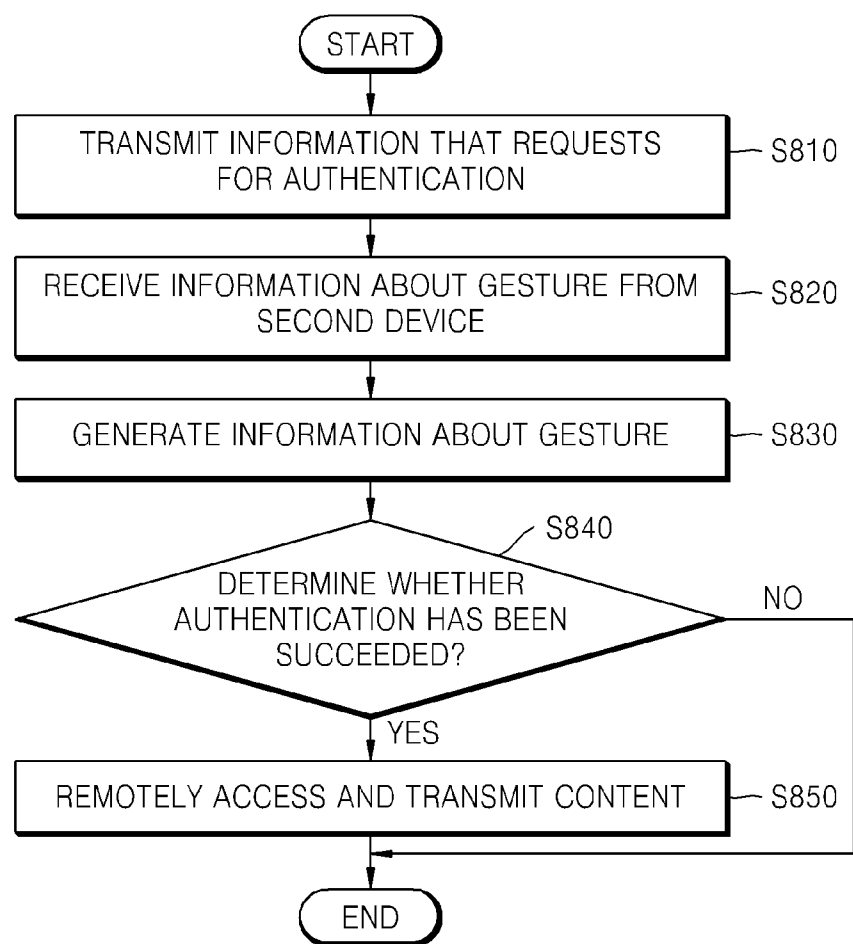 START
TRANSMIT INFORMATION THAT REQUESTS
FOR AUTHENTICATION
S810
RECEIVE INFORMATION ABOUT GESTURE FROM
SECOND DEVICE
S820
GENERATE INFORMATION ABOUT GESTURE
S830
S840
DETERMINE WHETHER
AUTHENTICATION HAS BEEN
SUCCEEDED?
NO
YES
REMOTELY ACCESS AND TRANSMIT CONTENT
S850
END